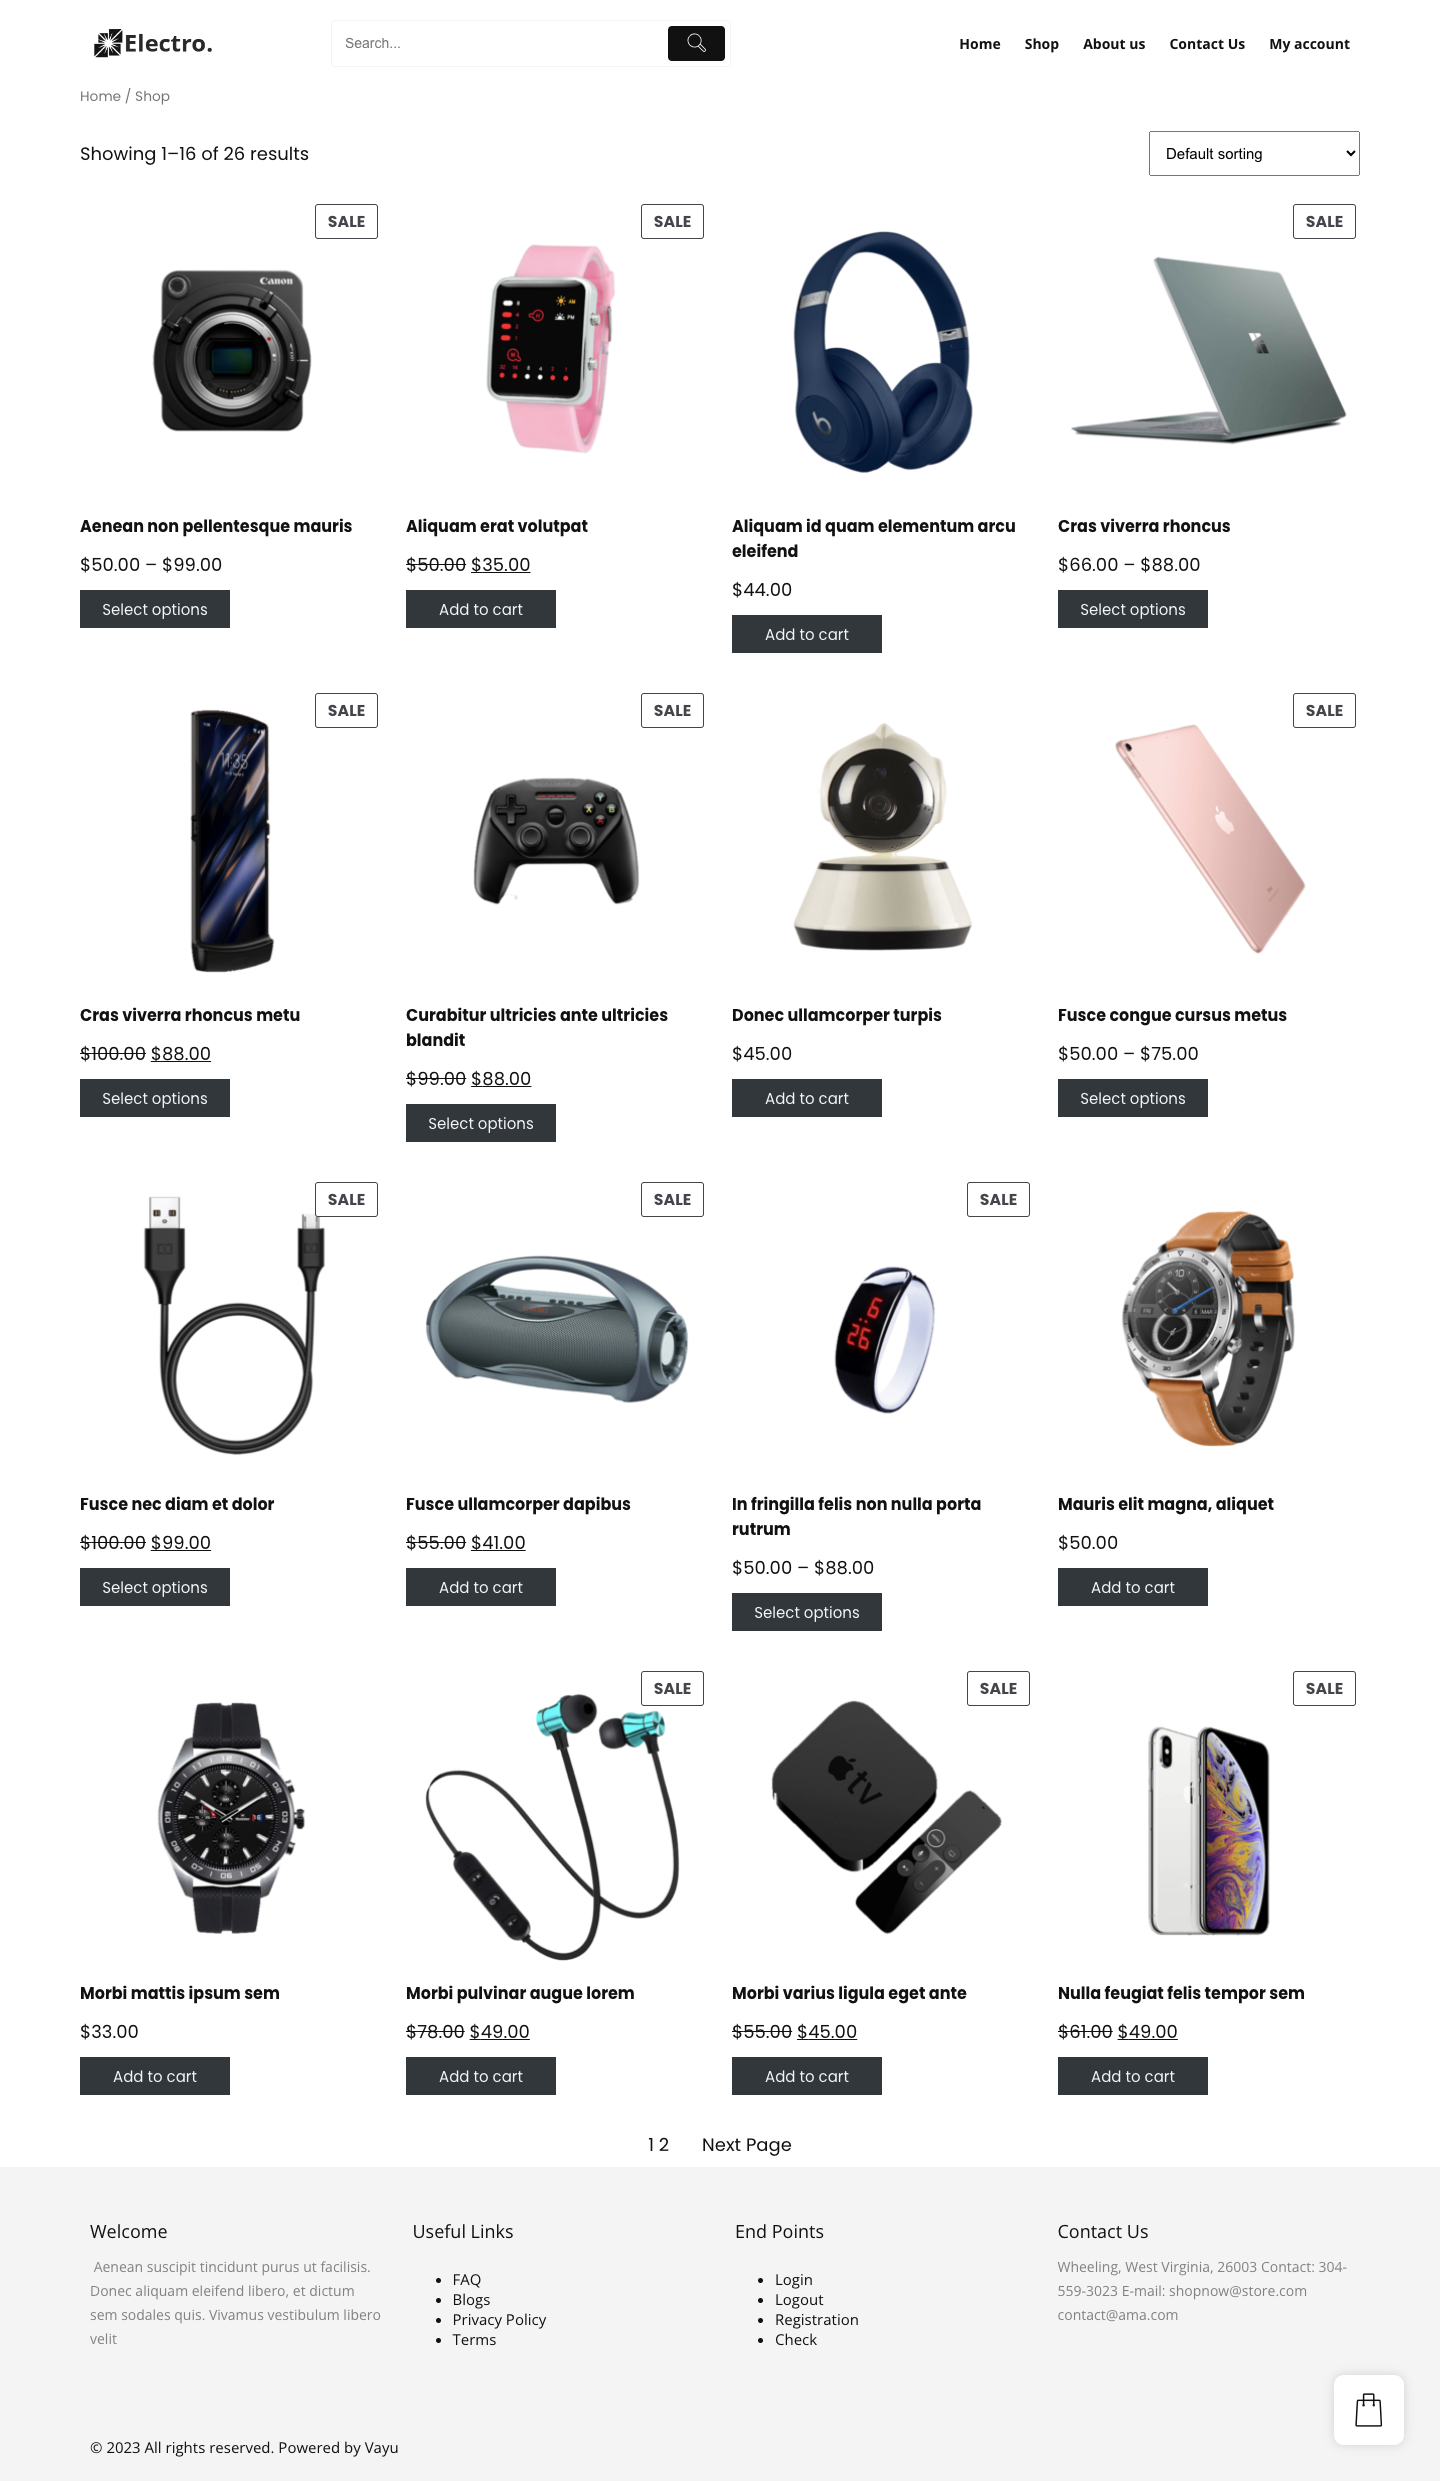 Electro.
Search...
Home Shop About us Contact Us My account
Home / Shop
Showing 1–16 of 26 results
Default sorting
SALE
Canon
Aenean non pellentesque mauris
$50.00 – $99.00
Select options
SALE
Aliquam erat volutpat
$50.00 $35.00
Add to cart
Aliquam id quam elementum arcu
eleifend
$44.00
Add to cart
SALE
Cras viverra rhoncus
$66.00 – $88.00
Select options
SALE
11:35
Cras viverra rhoncus metu
$100.00 $88.00
Select options
SALE
Curabitur ultricies ante ultricies
blandit
$99.00 $88.00
Select options
Donec ullamcorper turpis
$45.00
Add to cart
SALE
Fusce congue cursus metus
$50.00 – $75.00
Select options
SALE
Fusce nec diam et dolor
$100.00 $99.00
Select options
SALE
Fusce ullamcorper dapibus
$55.00 $41.00
Add to cart
SALE
In fringilla felis non nulla porta
rutrum
$50.00 – $88.00
Select options
Mauris elit magna, aliquet
$50.00
Add to cart
Morbi mattis ipsum sem
$33.00
Add to cart
SALE
Morbi pulvinar augue lorem
$78.00 $49.00
Add to cart
SALE
tv
Morbi varius ligula eget ante
$55.00 $45.00
Add to cart
SALE
Nulla feugiat felis tempor sem
$61.00 $49.00
Add to cart
1 2 Next Page
Welcome
Aenean suscipit tincidunt purus ut facilisis.
Donec aliquam eleifend libero, et dictum
sem sodales quis. Vivamus vestibulum libero
velit
Useful Links
FAQ
Blogs
Privacy Policy
Terms
End Points
Login
Logout
Registration
Check
Contact Us
Wheeling, West Virginia, 26003 Contact: 304-
559-3023 E-mail: shopnow@store.com
contact@ama.com
© 2023 All rights reserved. Powered by Vayu